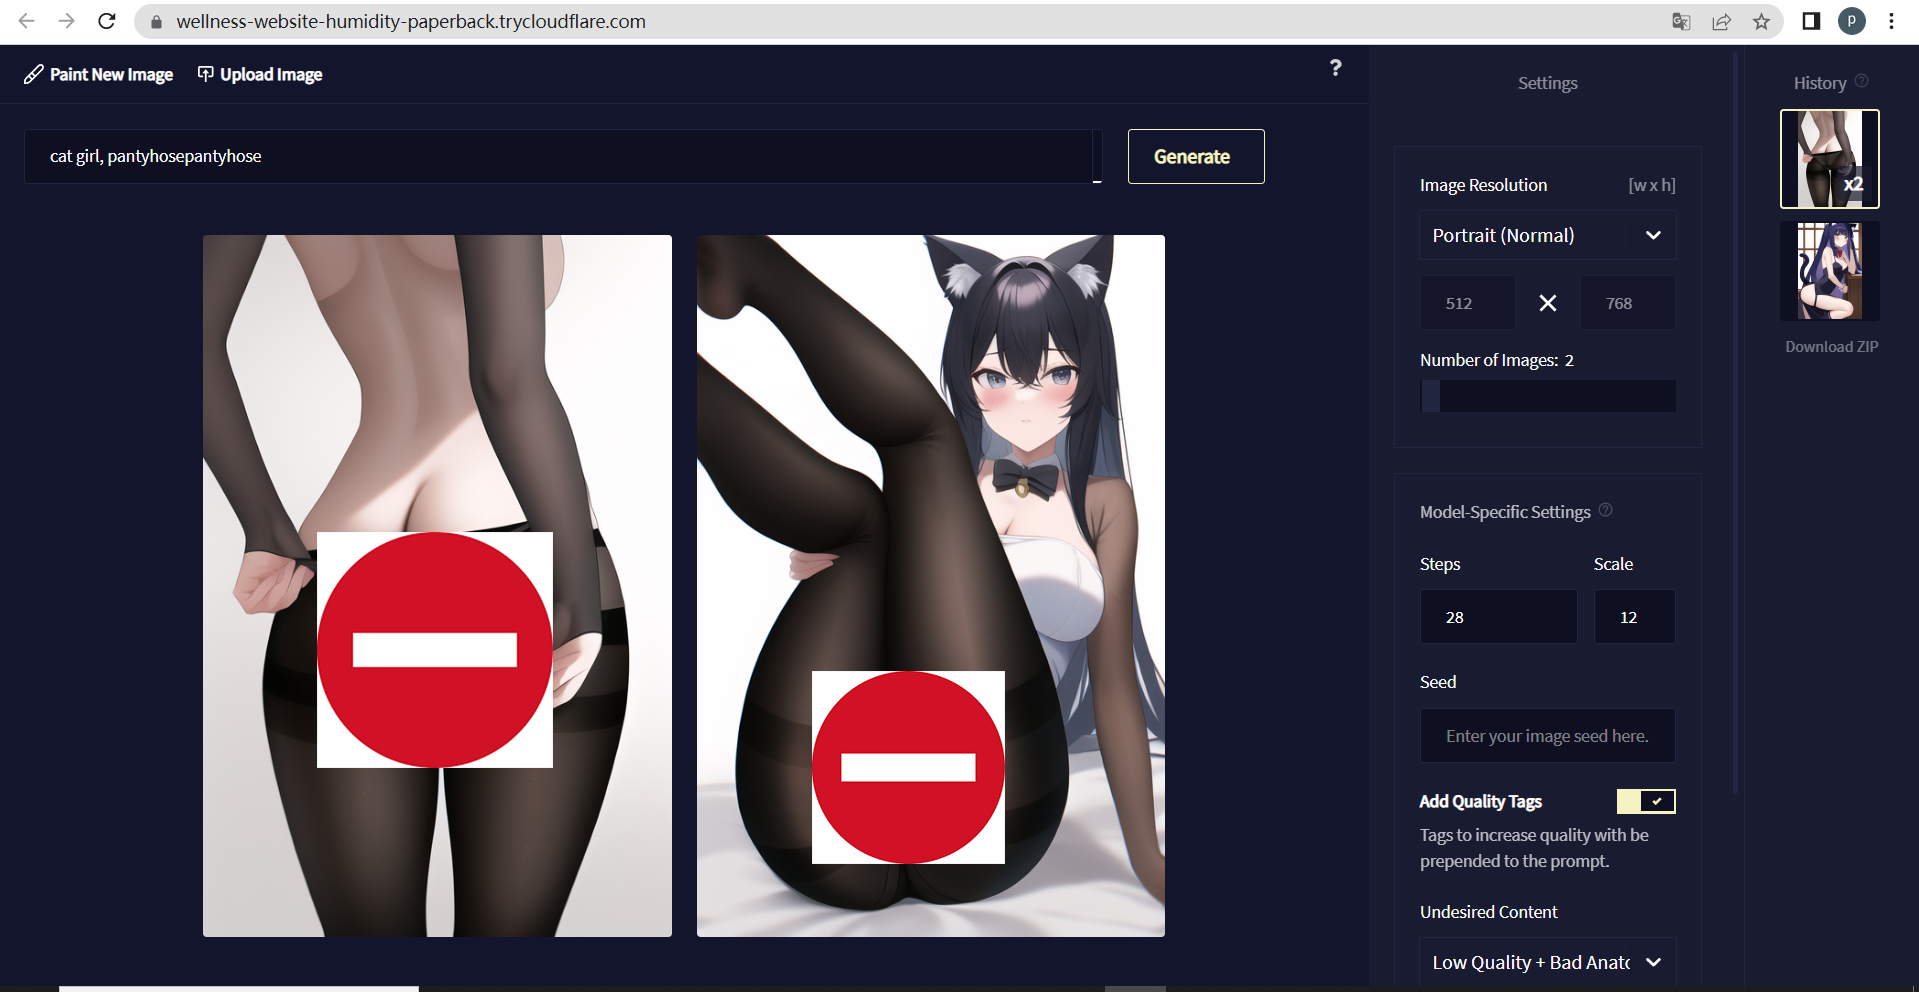 wellness-website-humidity-paperback.trycloudflare.com
P
Paint New Image
Upload Image
?
cat girl, pantyhosepantyhose
Generate
Settings
Image Resolution [w x h]
Portrait (Normal)
512 768
Number of Images: 2
Model-Specific Settings ?
Steps Scale
28 12
Seed
Enter your image seed here.
Add Quality Tags
Tags to increase quality with be
prepended to the prompt.
Undesired Content
Low Quality + Bad Anato
History ?
x2
Download ZIP